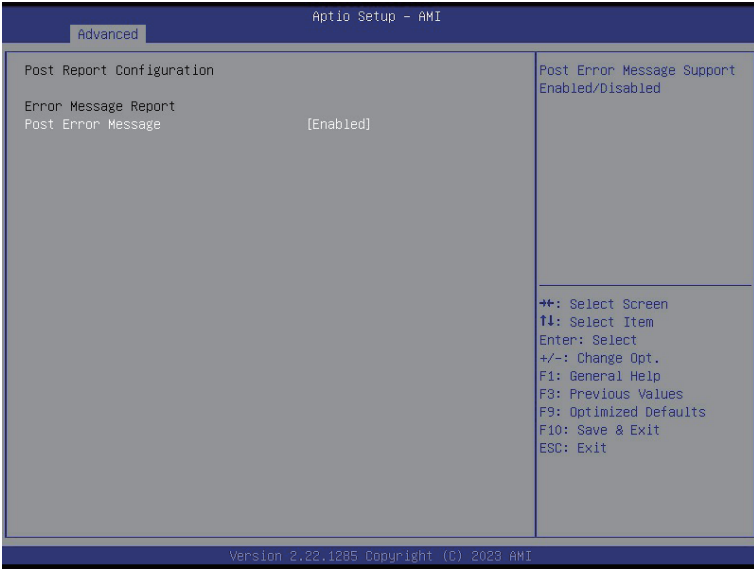 Aptio Setup – AMI
Advanced
Post Report Configuration
Error Message Report
Post Error Message [Enabled]
Post Error Message Support
Enabled/Disabled
→←: Select Screen
↑↓: Select Item
Enter: Select
+/-: Change Opt.
F1: General Help
F3: Previous Values
F9: Optimized Defaults
F10: Save & Exit
ESC: Exit
Version 2.22.1285 Copyright (C) 2023 AMI